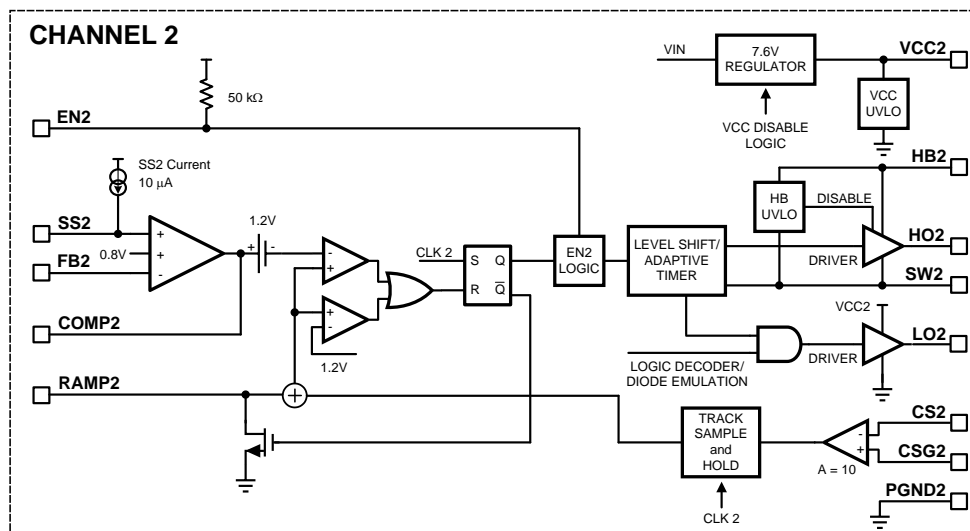 CHANNEL 2
VIN
7.6V
REGULATOR
VCC2
VCC
UVLO
VCC DISABLE
LOGIC
50 kΩ
EN2
SS2 Current
10 μA
HB2
HB
UVLO
DISABLE
SS2
+
0.8V
+
FB2
-
1.2V
+ -
-
+
CLK 2
S Q
R Q̅
EN2
LOGIC
LEVEL SHIFT/
ADAPTIVE
TIMER
DRIVER
HO2
SW2
COMP2
+
-
1.2V
VCC2
LO2
DRIVER
LOGIC DECODER/
DIODE EMULATION
RAMP2
+
TRACK
SAMPLE
and
HOLD
CLK 2
-
+
A = 10
CS2
CSG2
PGND2